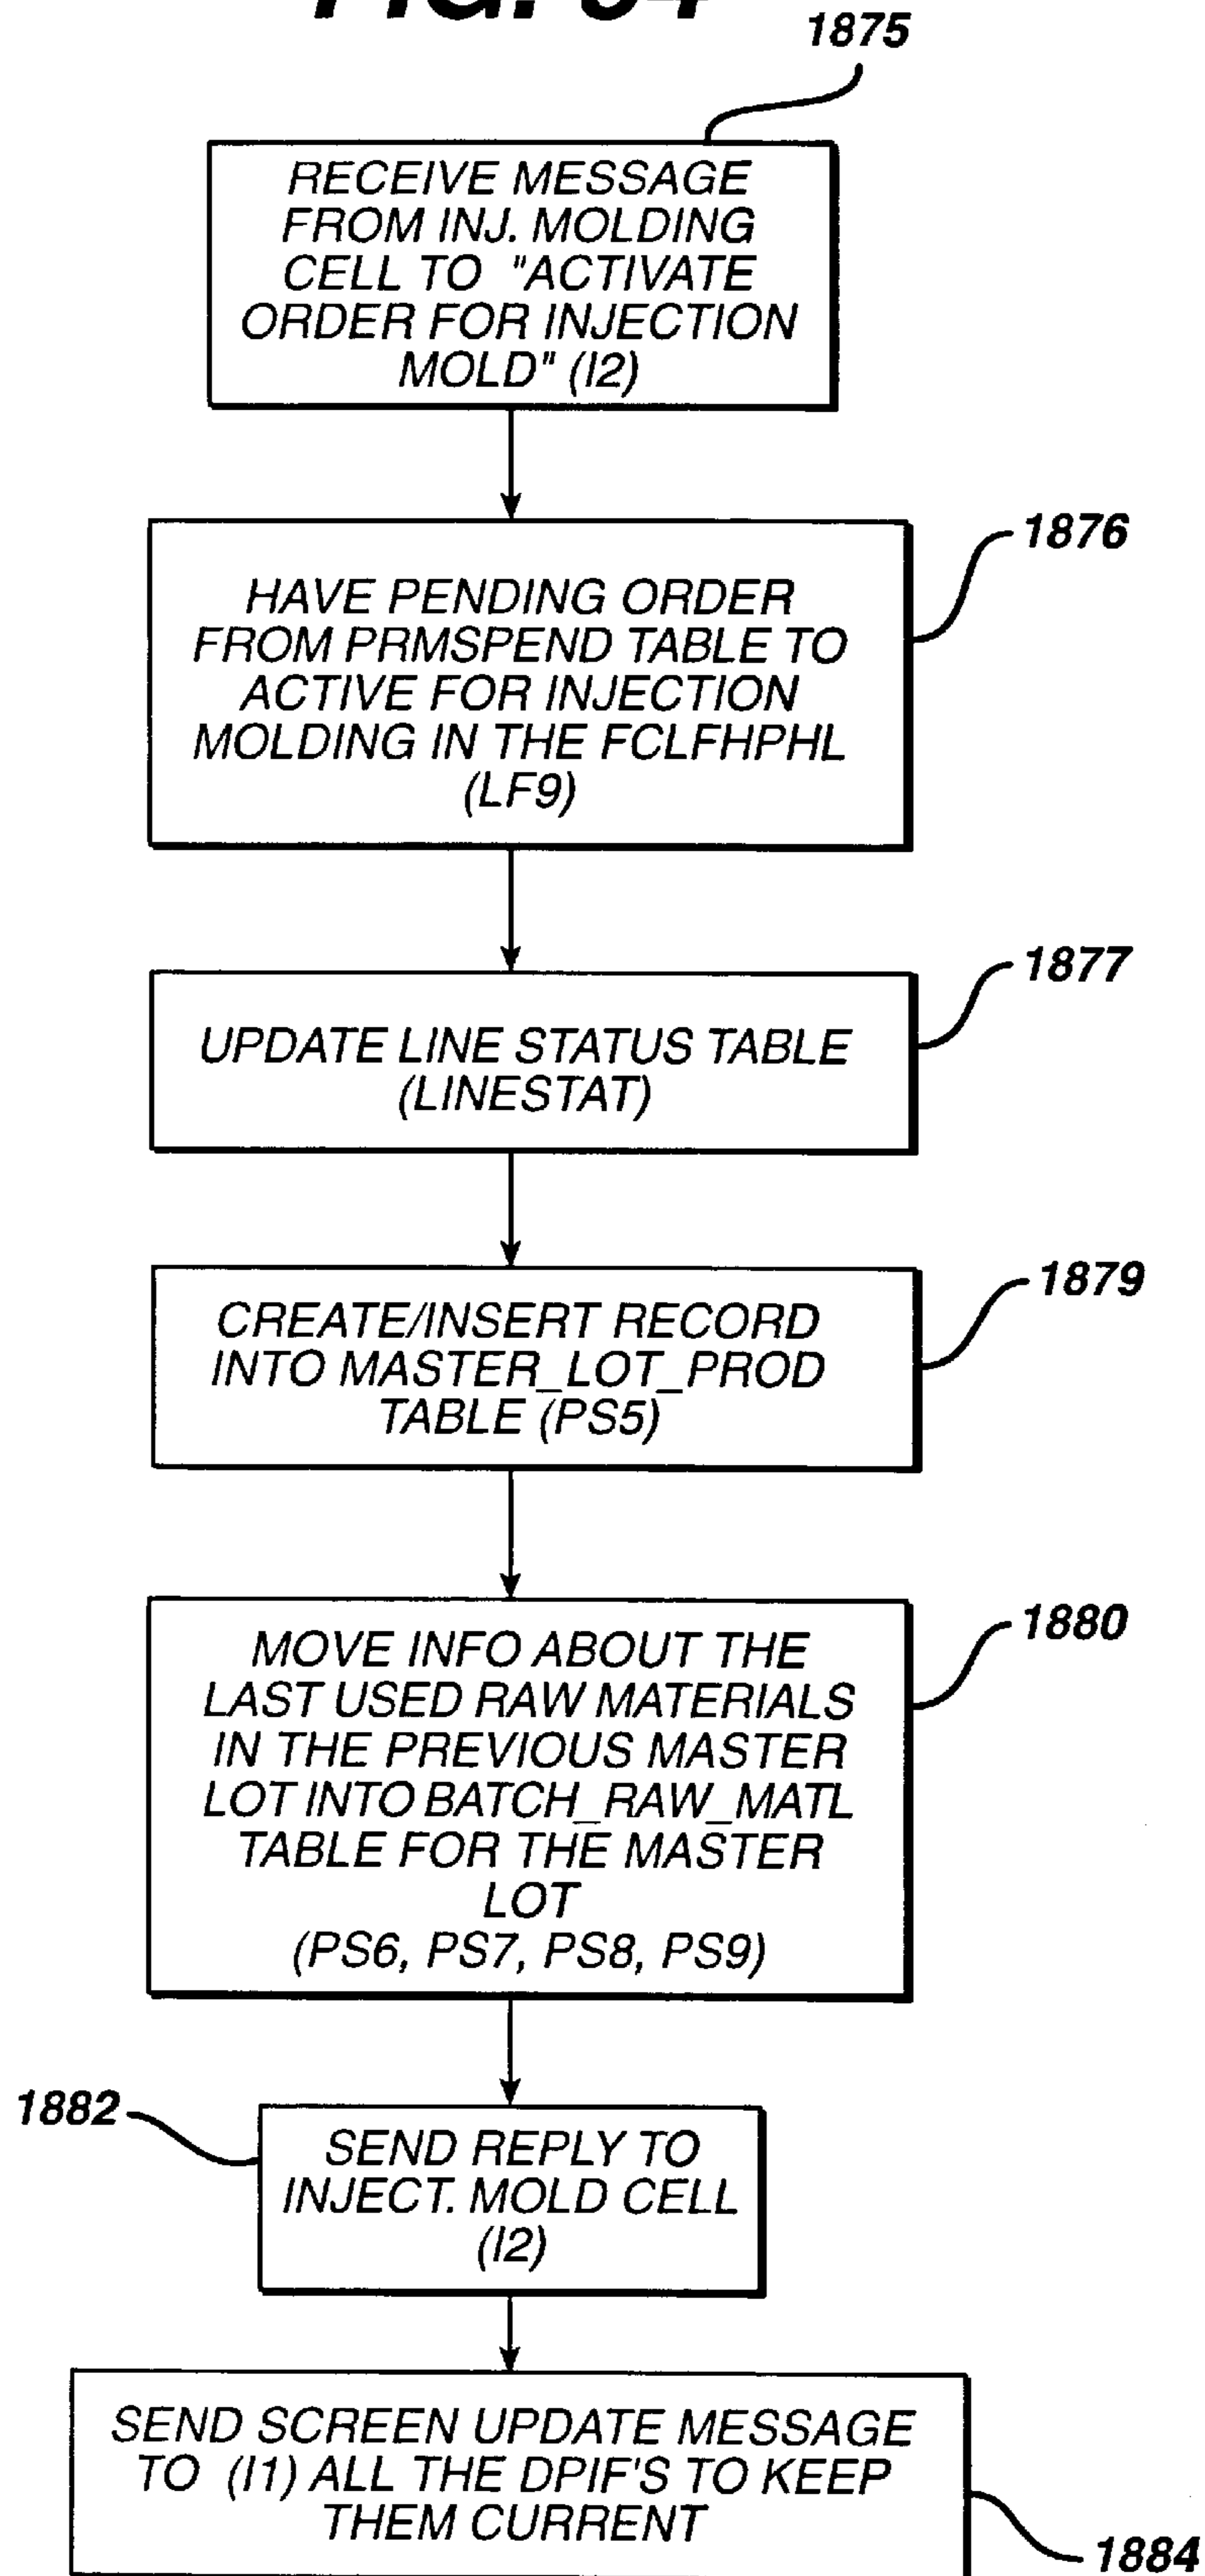 1875
RECEIVE MESSAGE
FROM INJ. MOLDING
CELL TO "ACTIVATE
ORDER FOR INJECTION
MOLD" (I2)
1876
HAVE PENDING ORDER
FROM PRMSPEND TABLE TO
ACTIVE FOR INJECTION
MOLDING IN THE FCLFHPHL
(LF9)
1877
UPDATE LINE STATUS TABLE
(LINESTAT)
1879
CREATE/INSERT RECORD
INTO MASTER_LOT_PROD
TABLE (PS5)
1880
MOVE INFO ABOUT THE
LAST USED RAW MATERIALS
IN THE PREVIOUS MASTER
LOT INTO BATCH_RAW_MATL
TABLE FOR THE MASTER
LOT
(PS6, PS7, PS8, PS9)
1882
SEND REPLY TO
INJECT. MOLD CELL
(I2)
SEND SCREEN UPDATE MESSAGE
TO (I1) ALL THE DPIF'S TO KEEP
THEM CURRENT
1884